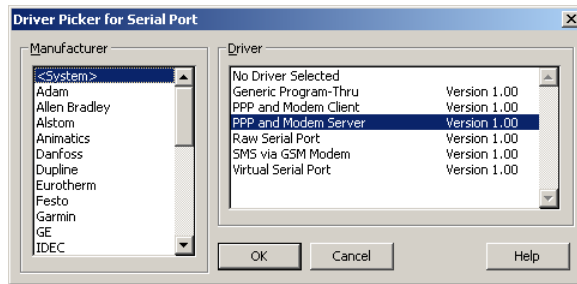 Driver Picker for Serial Port
Manufacturer
<System>
Adam
Allen Bradley
Alstom
Animatics
Danfoss
Dupline
Eurotherm
Festo
Garmin
GE
IDEC
Driver
No Driver Selected
Generic Program-Thru Version 1.00
PPP and Modem Client Version 1.00
PPP and Modem Server Version 1.00
Raw Serial Port Version 1.00
SMS via GSM Modem Version 1.00
Virtual Serial Port Version 1.00
OK Cancel Help